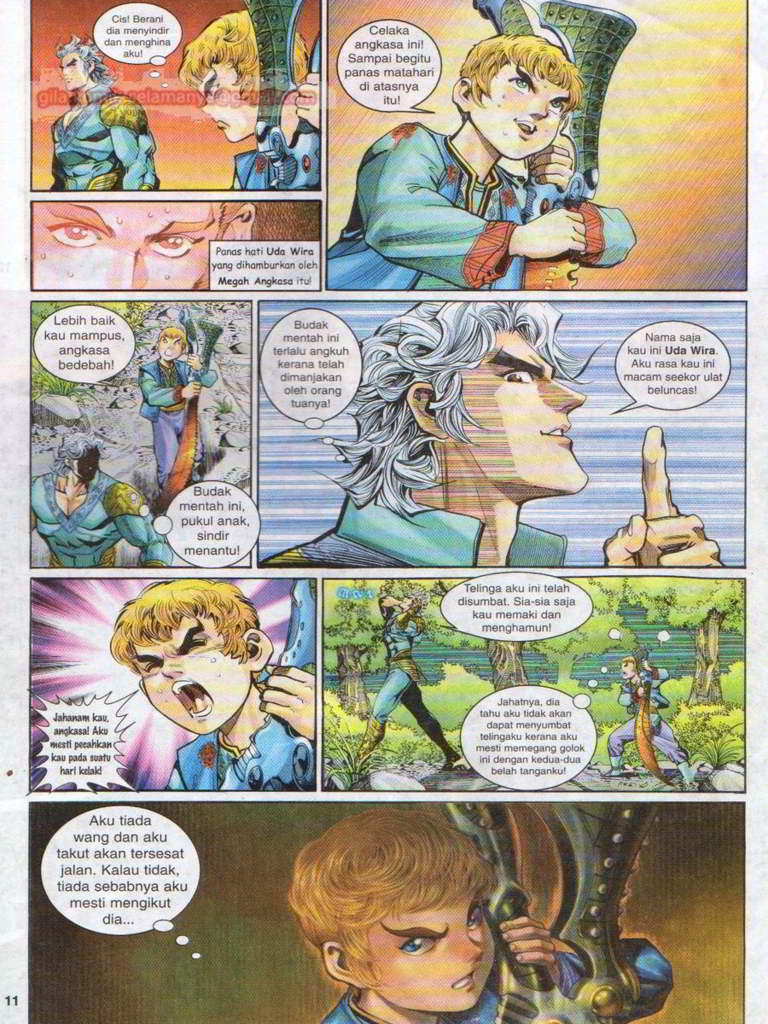 Cis! Berani
dia menyindir
dan menghina
aku!
Celaka
angkasa ini!
Sampai begitu
panas matahari
di atasnya
itu!
Panas hati Uda Wira
yang dihamburkan oleh
Megah Angkasa itu!
Lebih baik
kau mampus,
angkasa
bedebah!
Budak
mentah ini,
pukul anak,
sindir
menantu!
Budak
mentah ini
terlalu angkuh
kerana telah
dimanjakan
oleh orang
tuanya!
Nama saja
kau ini Uda Wira.
Aku rasa kau ini
macam seekor ulat
beluncas!
Jahanam kau,
angkasa! Aku
mesti pecahkan
kau pada suatu
hari kelak!
Telinga aku ini telah
disumbat. Sia-sia saja
kau memaki dan
menghamun!
Jahatnya, dia
tahu aku tidak akan
dapat menyumbat
telingaku kerana aku
mesti memegang golok
ini dengan kedua-dua
belah tanganku!
Aku tiada
wang dan aku
takut akan tersesat
jalan. Kalau tidak,
tiada sebabnya aku
mesti mengikut
dia...
11